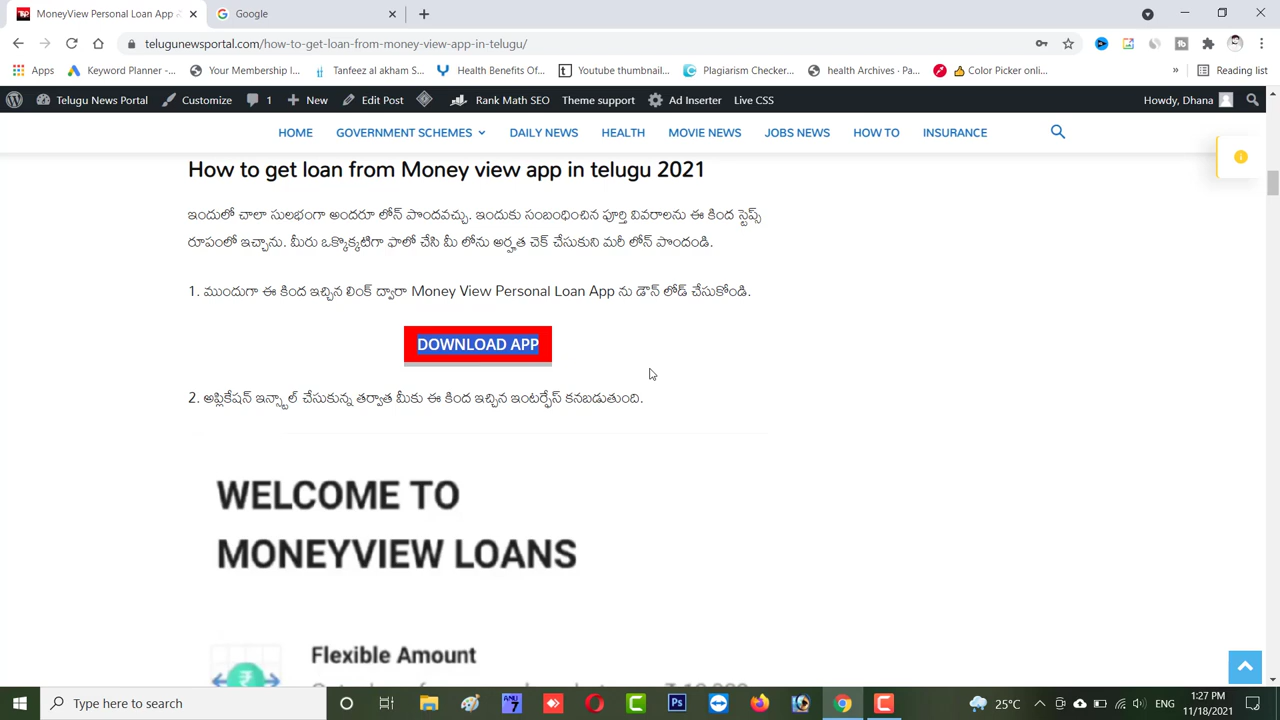 MoneyView Personal Loan App
Google
telugunewsportal.com/how-to-get-loan-from-money-view-app-in-telugu/
Apps
Keyword Planner -...
Your Membership I...
Tanfeez al akham S...
Health Benefits Of...
Youtube thumbnail...
Plagiarism Checker...
health Archives · Pa...
Color Picker onli...
»
Reading list
Telugu News Portal
Customize
1
New
Edit Post
Rank Math SEO
Theme support
Ad Inserter
Live CSS
Howdy, Dhana
HOME
GOVERNMENT SCHEMES
DAILY NEWS
HEALTH
MOVIE NEWS
JOBS NEWS
HOW TO
INSURANCE
How to get loan from Money view app in telugu 2021
ఇందులో చాలా సులభంగా అందరూ లోన్ పొందవచ్చు. ఇందుకు సంబంధించిన పూర్తి వివరాలను ఈ కింద స్టెప్స్
రూపంలో ఇచ్చాను. మీరు ఒక్కొక్కటిగా ఫాలో చేసి మీ లోను అర్హత చెక్ చేసుకుని మరీ లోన్ పొందండి.
1. ముందుగా ఈ కింద ఇచ్చిన లింక్ ద్వారా Money View Personal Loan App ను డౌన్ లోడ్ చేసుకోండి.
DOWNLOAD APP
2. అప్లికేషన్ ఇన్స్టాల్ చేసుకున్న తర్వాత మీకు ఈ కింద ఇచ్చిన ఇంటర్ఫేస్ కనబడుతుంది.
WELCOME TO
MONEYVIEW LOANS
Flexible Amount
Type here to search
25°C
ENG
1:27 PM
11/18/2021